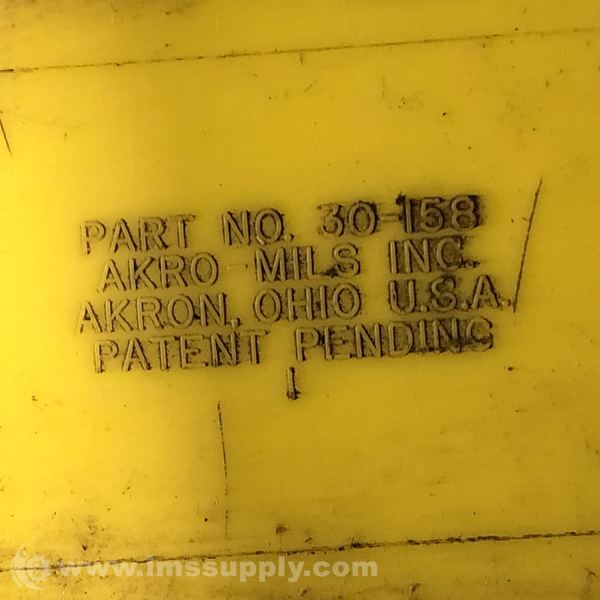 PART NO. 30-158
AKRO-MILS INC.
AKRON, OHIO U.S.A.
PATENT PENDING
1
www.imssupply.com